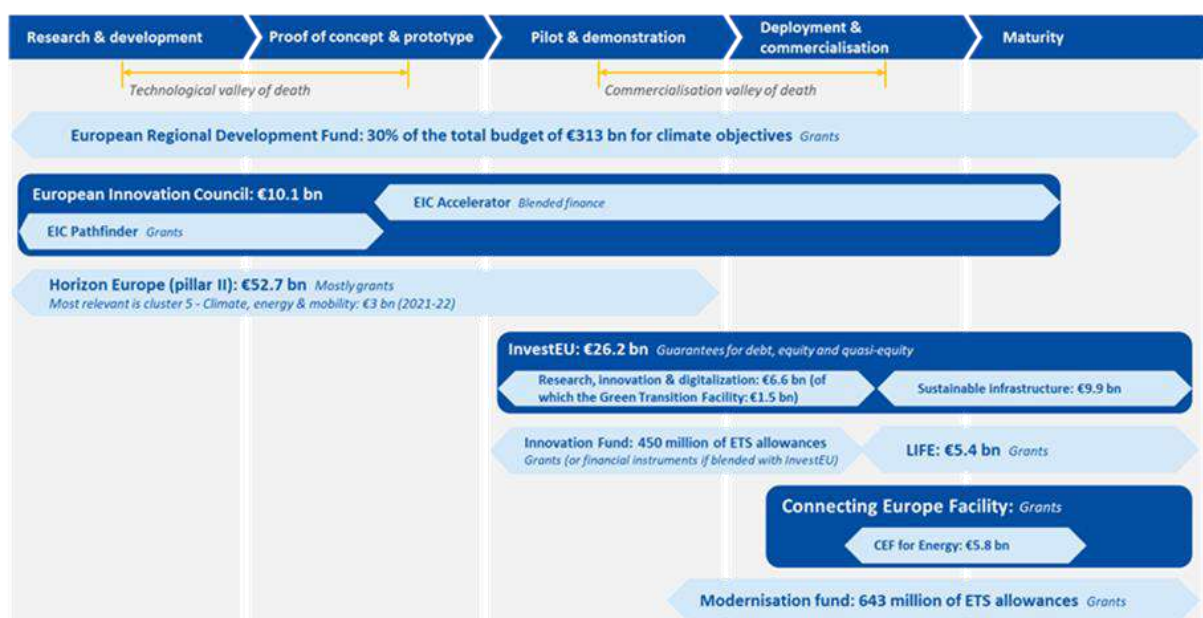 Research & development
Proof of concept & prototype
Pilot & demonstration
Deployment &
commercialisation
Maturity
Technological valley of death
Commercialisation valley of death
European Regional Development Fund: 30% of the total budget of €313 bn for climate objectives Grants
European Innovation Council: €10.1 bn
EIC Accelerator Blended finance
EIC Pathfinder Grants
Horizon Europe (pillar II): €52.7 bn Mostly grants
Most relevant is cluster 5 - Climate, energy & mobility: €3 bn (2021-22)
InvestEU: €26.2 bn Guarantees for debt, equity and quasi-equity
Research, innovation & digitalization: €6.6 bn (of
which the Green Transition Facility: €1.5 bn)
Sustainable infrastructure: €9.9 bn
Innovation Fund: 450 million of ETS allowances
Grants (or financial instruments if blended with InvestEU)
LIFE: €5.4 bn Grants
Connecting Europe Facility: Grants
CEF for Energy: €5.8 bn
Modernisation fund: 643 million of ETS allowances Grants